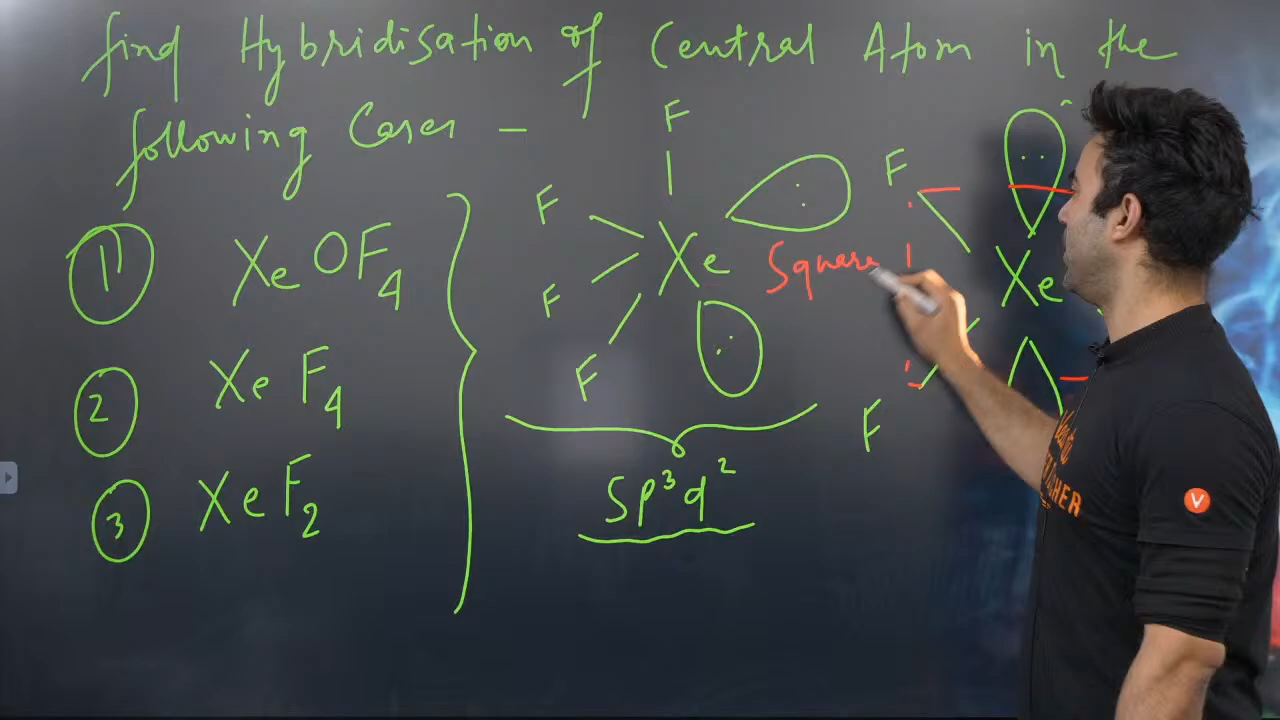 find Hybridisation of Central Atom in the
following Cases -
1) XeOF4
2 XeF4
3 XeF2
F
F
F
F
Xe
sp³d²
Square
F
F
Xe
V